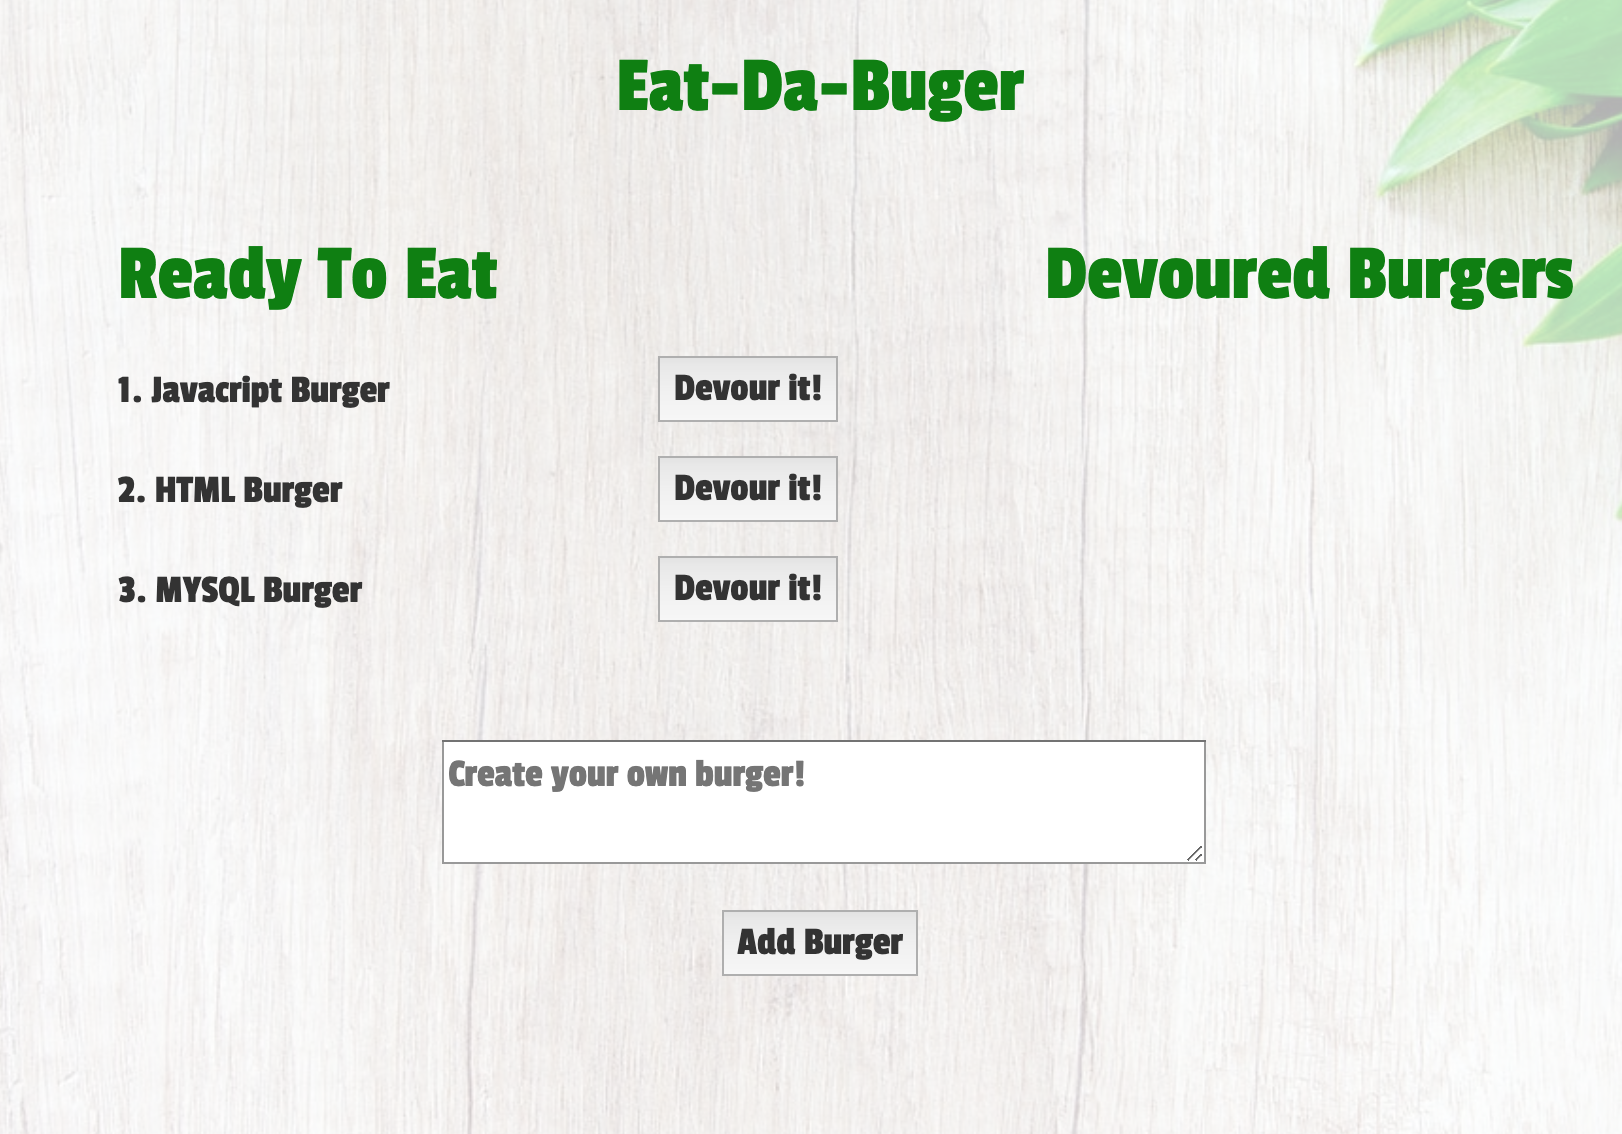 Eat-Da-Buger
Ready To Eat
Devoured Burgers
1. Javacript Burger
Devour it!
2. HTML Burger
Devour it!
3. MYSQL Burger
Devour it!
Create your own burger!
Add Burger